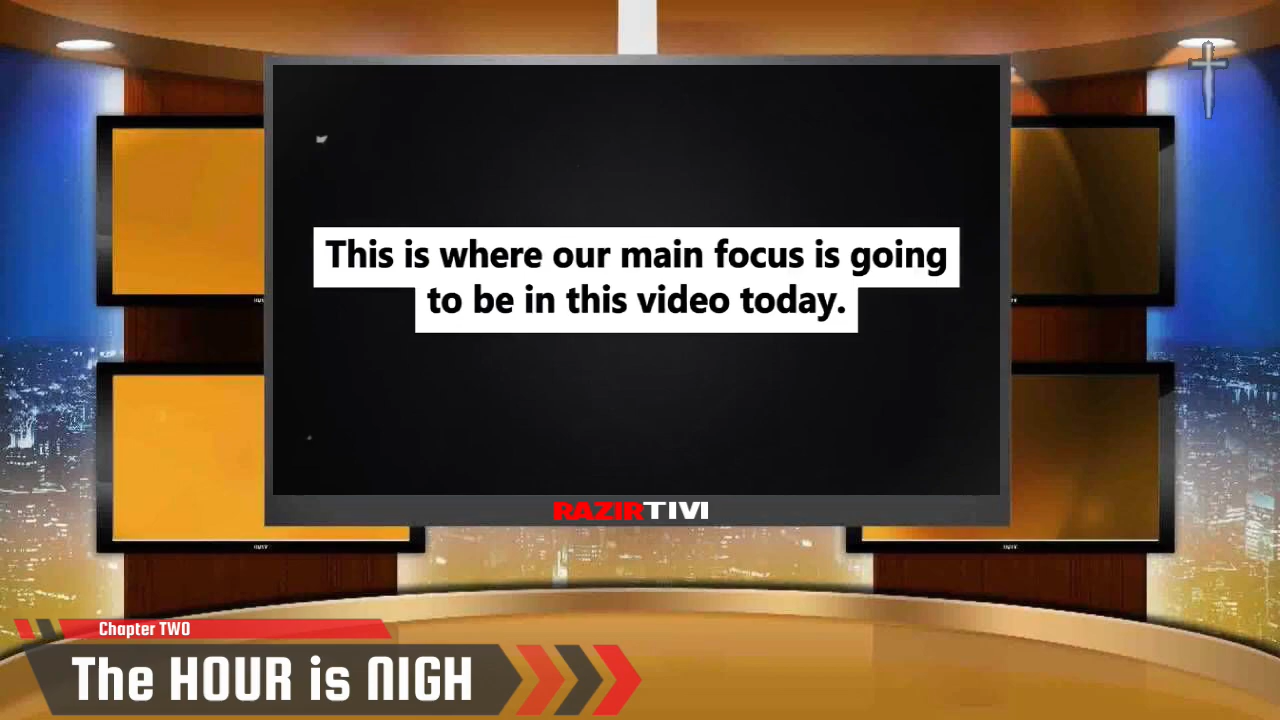 This is where our main focus is going
to be in this video today.
RAZIRTIVI
Chapter TWO
The HOUR is NIGH